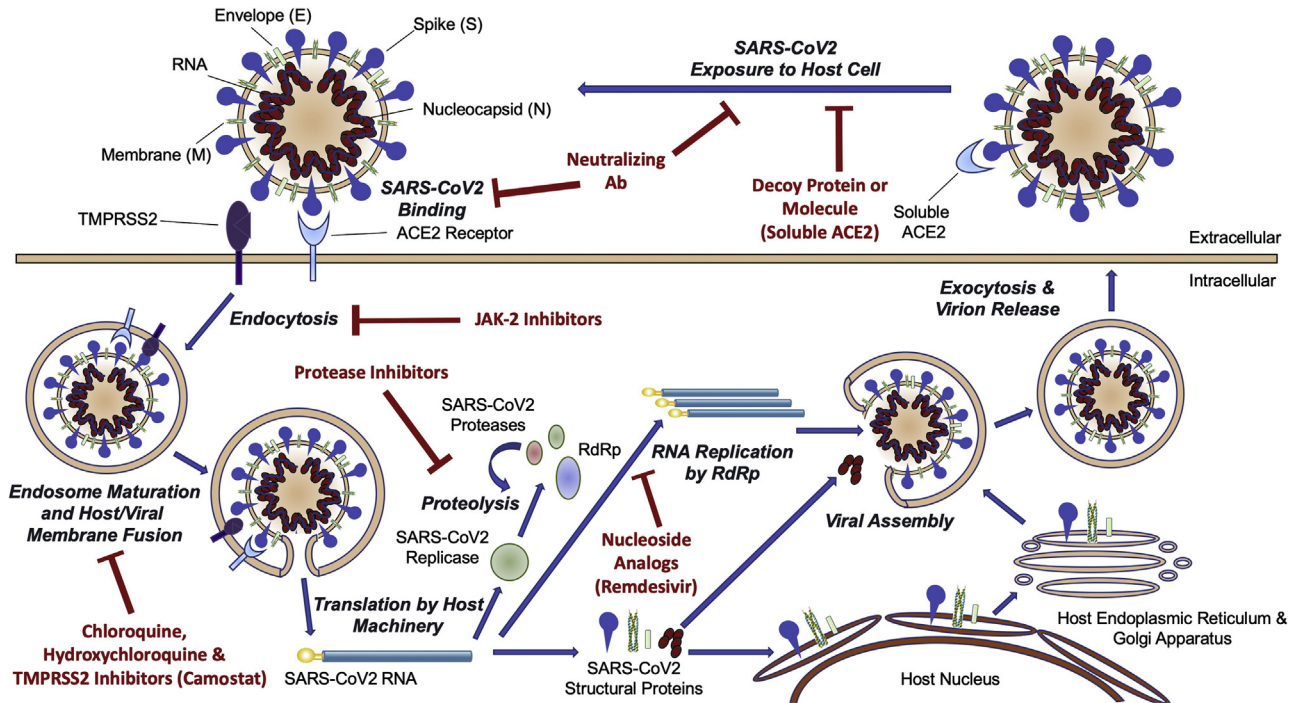 Envelope (E)
Spike (S)
RNA
Nucleocapsid (N)
Membrane (M)
SARS-CoV2
Exposure to Host Cell
Neutralizing
Ab
SARS-CoV2
Binding
Decoy Protein or
Molecule
(Soluble ACE2)
Soluble
ACE2
TMPRSS2
ACE2 Receptor
Extracellular
Intracellular
Endocytosis
JAK-2 Inhibitors
Exocytosis &
Virion Release
Protease Inhibitors
SARS-CoV2
Proteases
RdRp
Proteolysis
RNA Replication
by RdRp
Endosome Maturation
and Host/Viral
Membrane Fusion
SARS-CoV2
Replicase
Viral Assembly
Nucleoside
Analogs
(Remdesivir)
Translation by Host
Machinery
Chloroquine,
Hydroxychloroquine &
TMPRSS2 Inhibitors (Camostat)
SARS-CoV2 RNA
SARS-CoV2
Structural Proteins
Host Nucleus
Host Endoplasmic Reticulum &
Golgi Apparatus